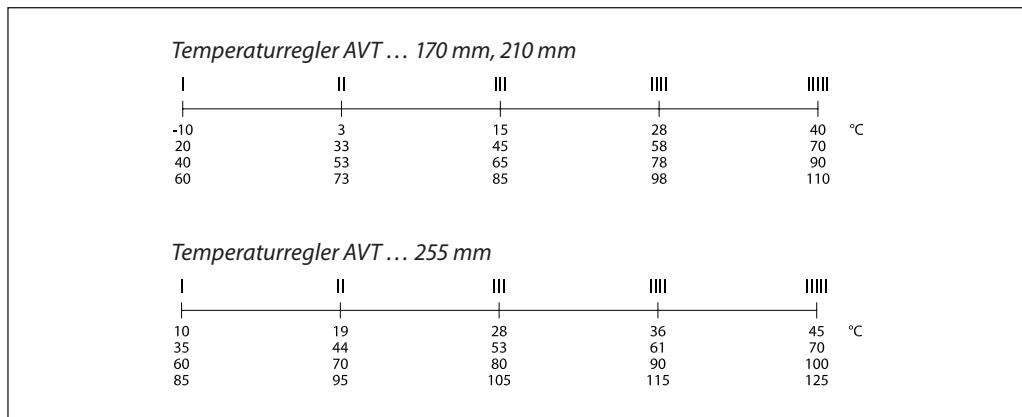 Temperaturregler AVT … 170 mm, 210 mm
I II III IIII IIIII
-10 3 15 28 40 °C
20 33 45 58 70
40 53 65 78 90
60 73 85 98 110
Temperaturregler AVT … 255 mm
I II III IIII IIIII
10 19 28 36 45 °C
35 44 53 61 70
60 70 80 90 100
85 95 105 115 125